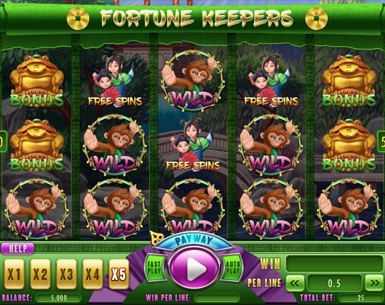 FORTUNE KEEPERS
BONUS FREE SPINS WILD FREE SPINS BONUS
BONUS WILD FREE SPINS WILD BONUS
WILD WILD WILD WILD WILD
HELP
PAY WAY
X1 X2 X3 X4 X5
FAST PLAY
AUTO PLAY
WIN PER LINE
0.5
BALANCE: 5,000
WIN PER LINE:
TOTAL BET: 25